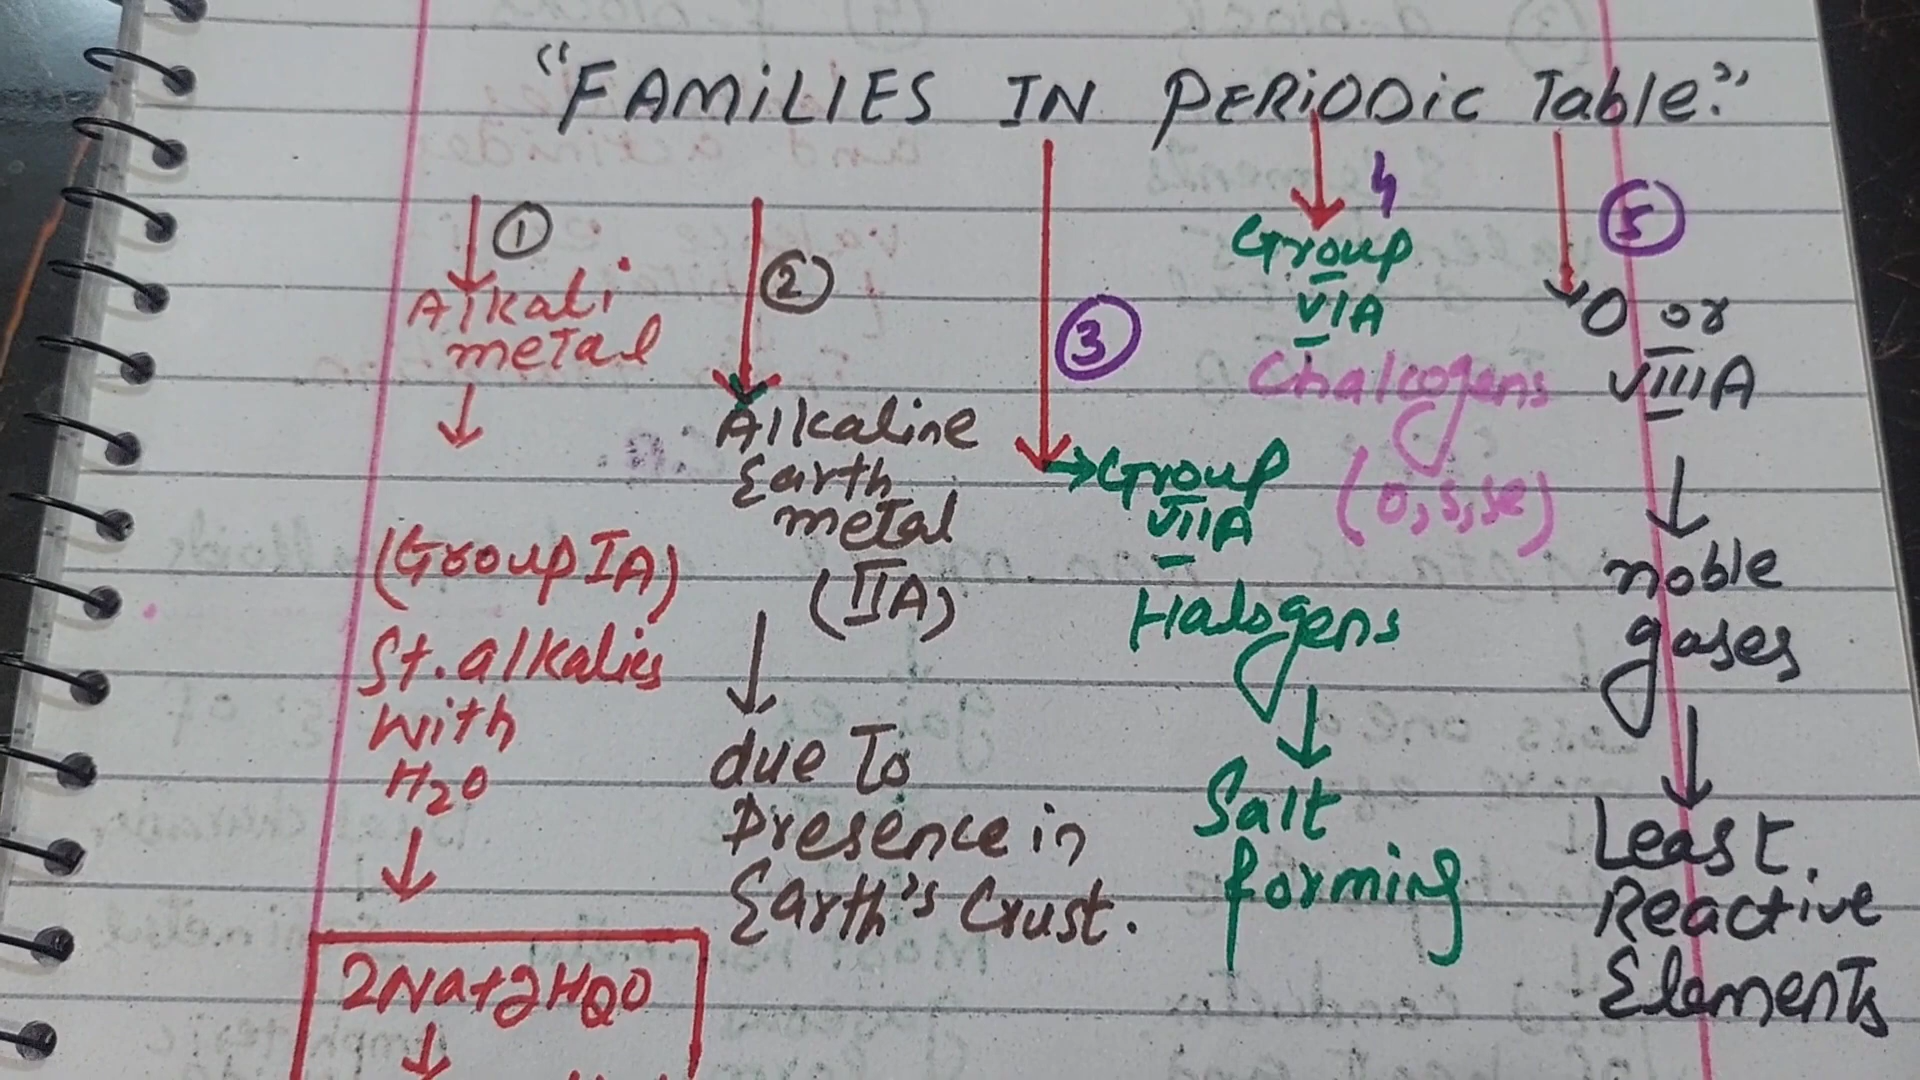 "FAMILIES IN PERIODIC Table."
①
Alkali
metal
(Group IA)
St. alkalies
with
H2O
2Na+2H2O
②
Alkaline
Earth
metal
(IIA)
due To
Presence in
Earth's Crust.
③
Group
VIIA
Halogens
Salt
forming
4
Group
VIA
Chalcogens
(O,S,Se)
⑤
O or
VIIIA
noble
gases
Least.
Reactive
Elements